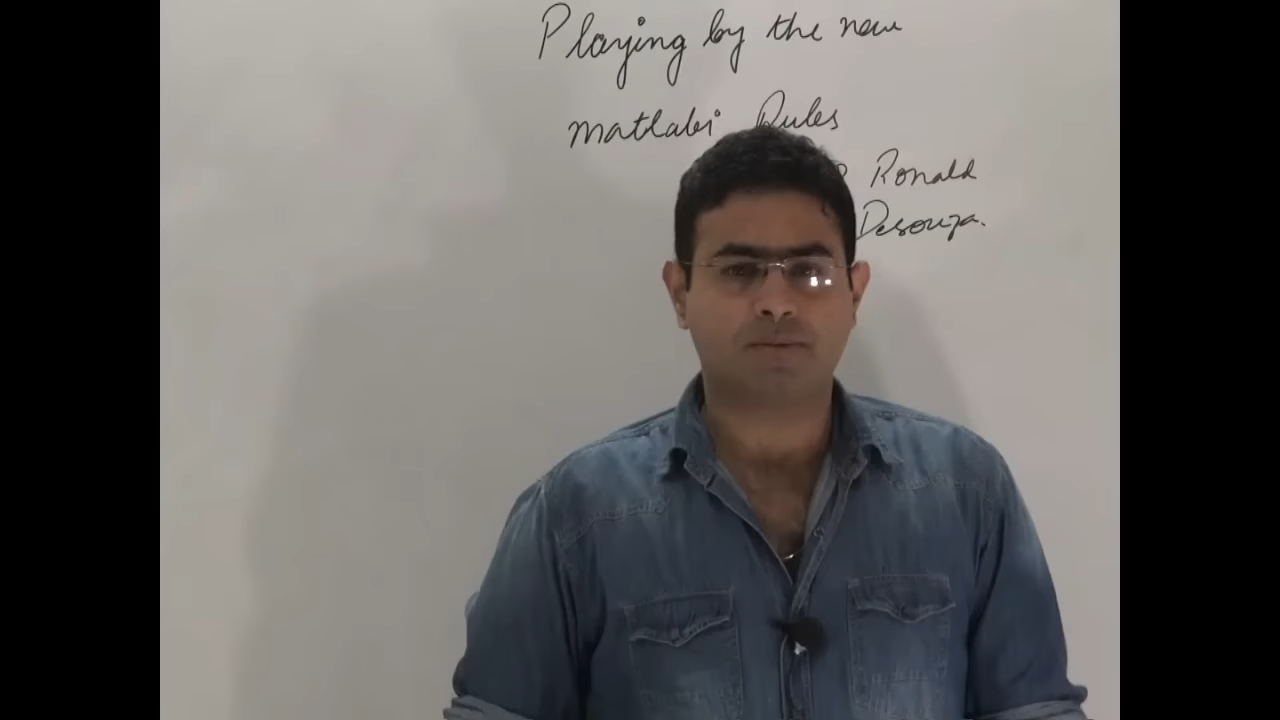 Playing by the new
matlabi Rules
Ronald
Desouza.